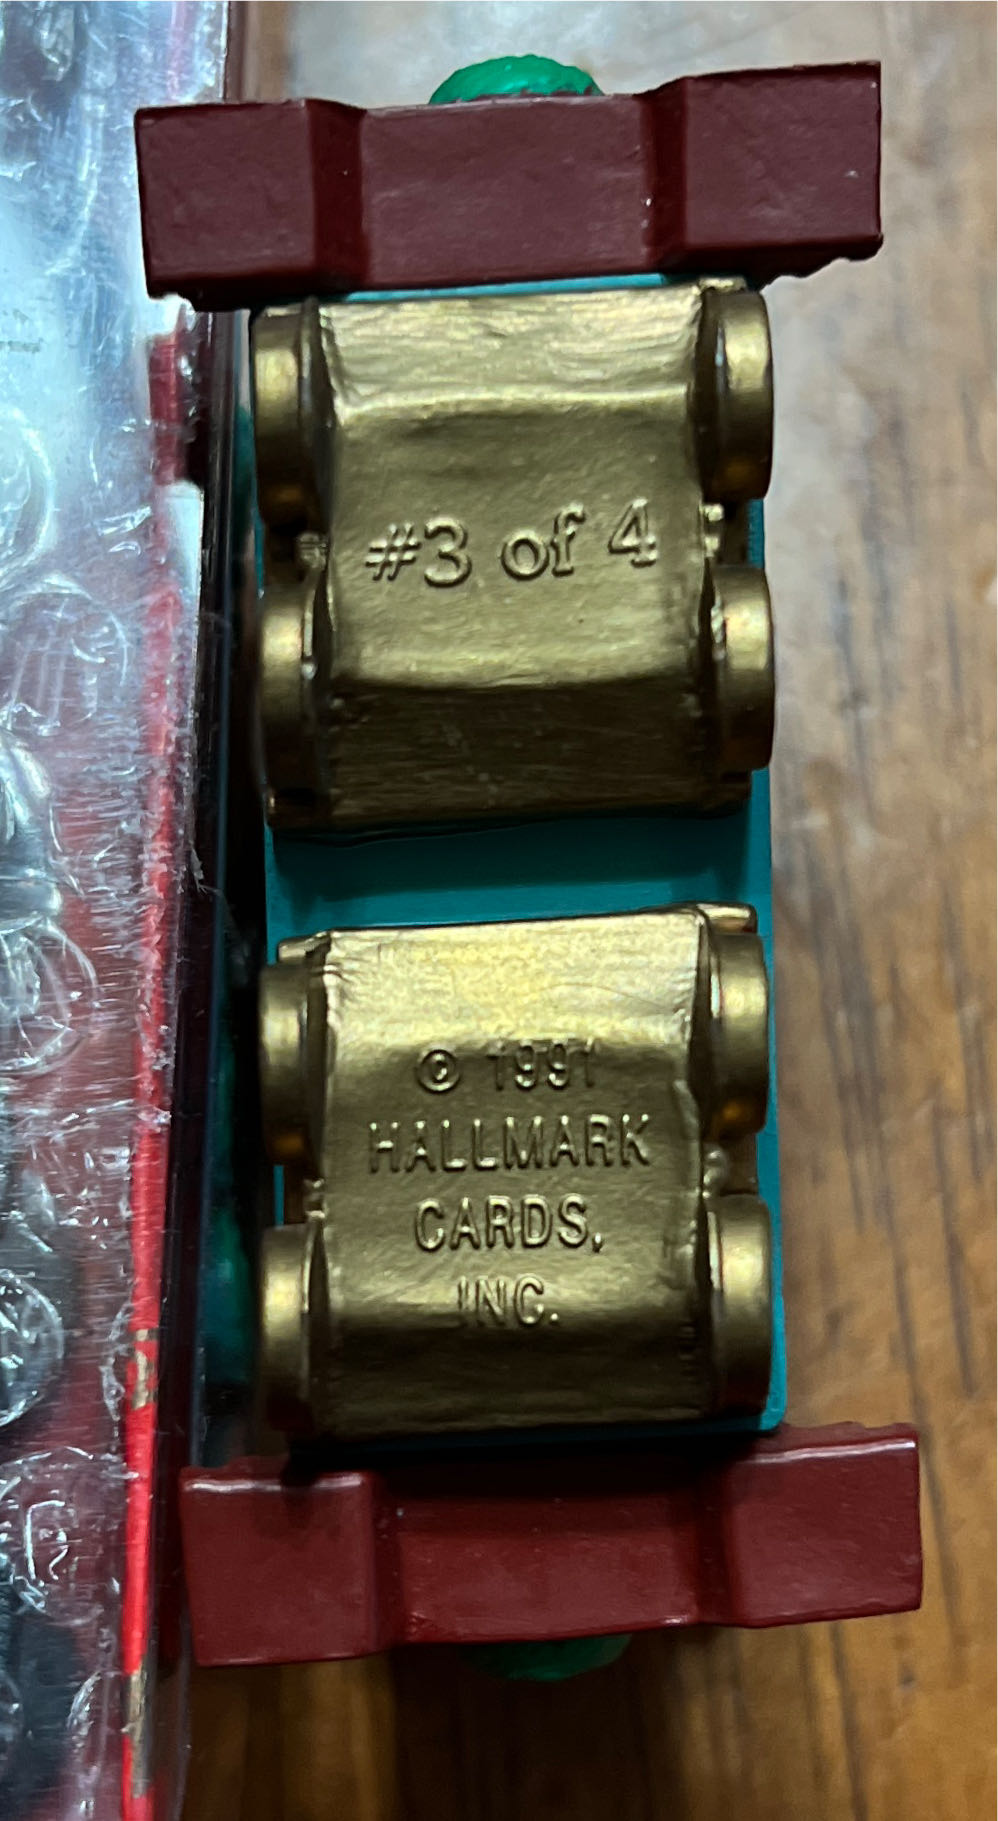 #3 of 4
© 1991
HALLMARK
CARDS,
INC.